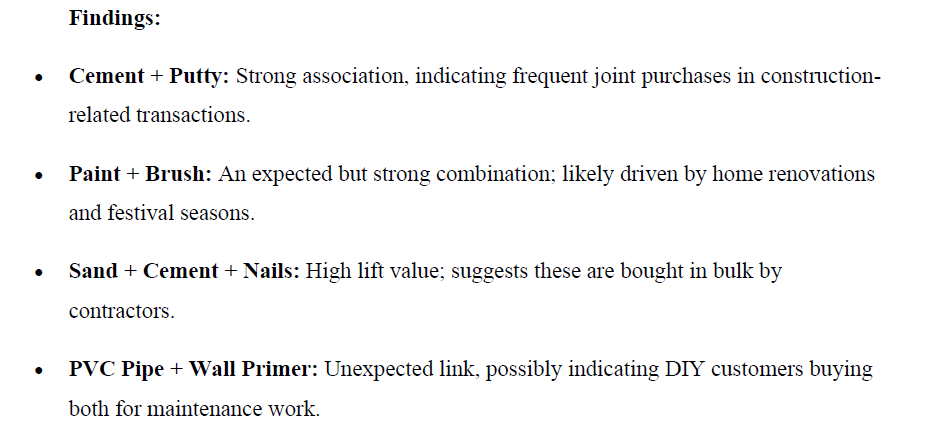 Findings:
• Cement + Putty: Strong association, indicating frequent joint purchases in construction-
related transactions.
• Paint + Brush: An expected but strong combination; likely driven by home renovations
and festival seasons.
• Sand + Cement + Nails: High lift value; suggests these are bought in bulk by
contractors.
• PVC Pipe + Wall Primer: Unexpected link, possibly indicating DIY customers buying
both for maintenance work.